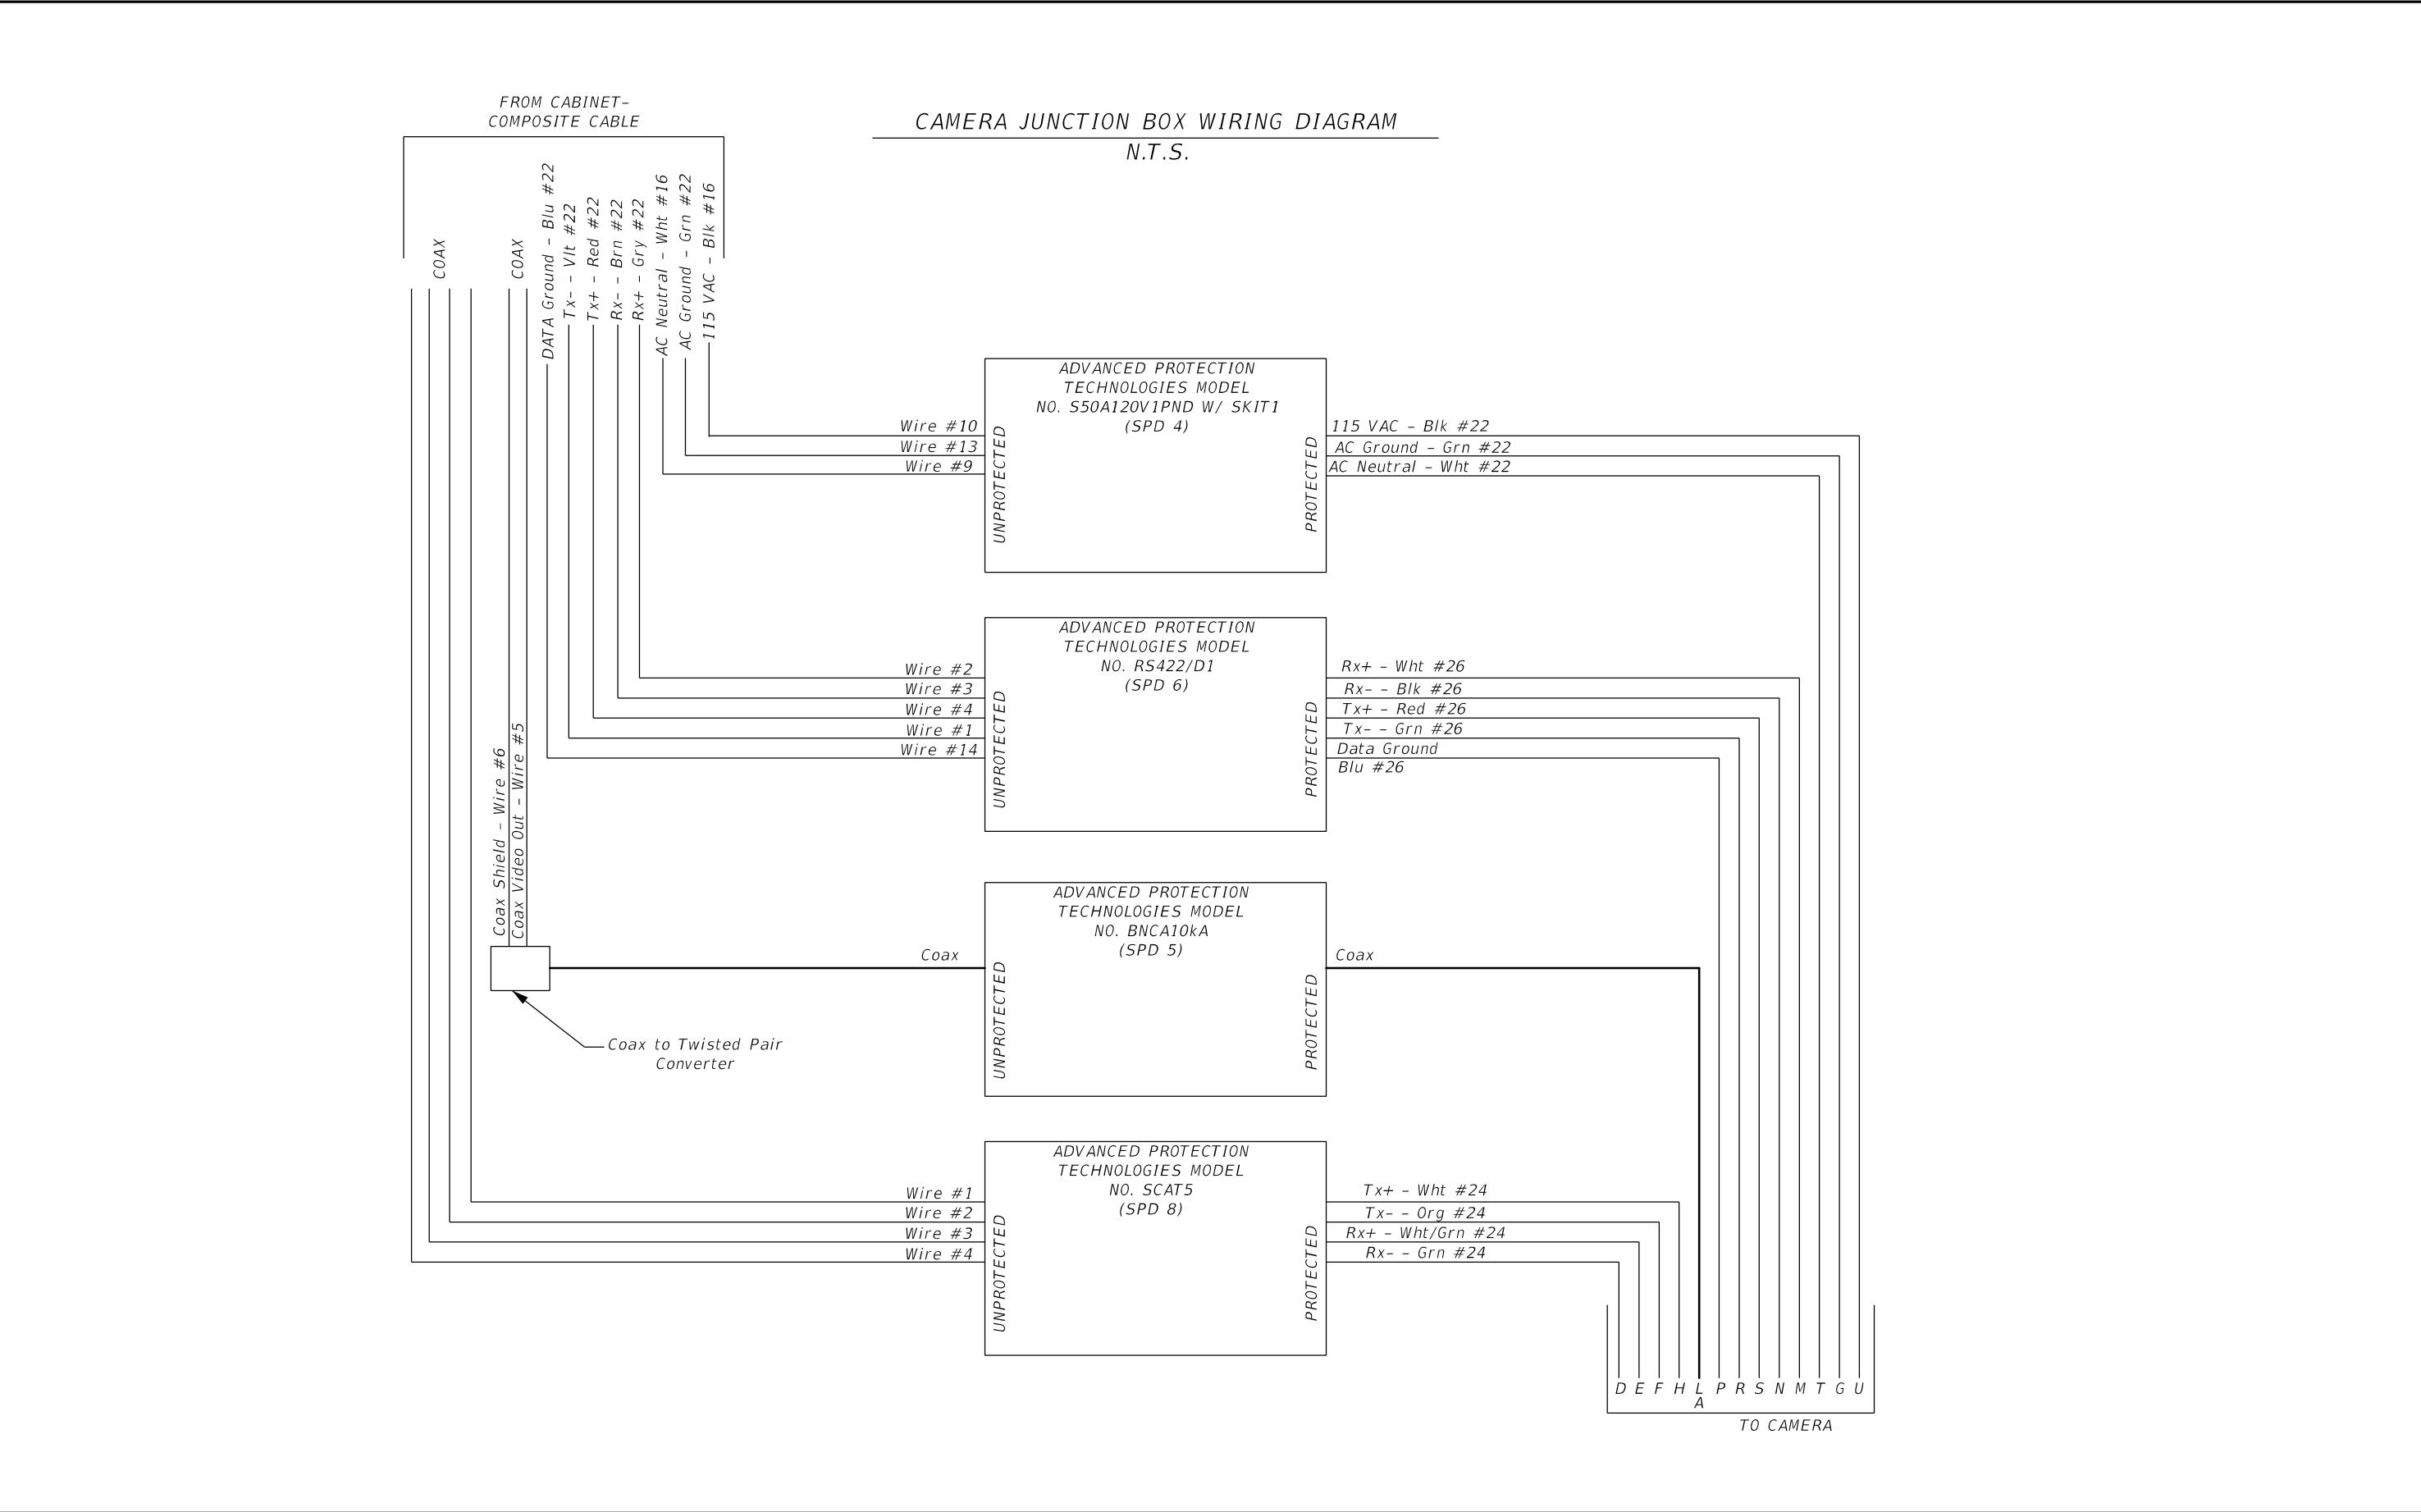 FROM CABINET-
COMPOSITE CABLE
CAMERA JUNCTION BOX WIRING DIAGRAM
N.T.S.
COAX
COAX
DATA Ground - Blu #22
Tx- - Vlt #22
Tx+ - Red #22
Rx- - Brn #22
Rx+ - Gry #22
AC Neutral - Wht #16
AC Ground - Grn #22
115 VAC - Blk #16
Wire #10
Wire #13
Wire #9
UNPROTECTED
ADVANCED PROTECTION
TECHNOLOGIES MODEL
NO. S50A120V1PND W/ SKIT1
(SPD 4)
PROTECTED
115 VAC - Blk #22
AC Ground - Grn #22
AC Neutral - Wht #22
Wire #2
Wire #3
Wire #4
Wire #1
Wire #14
UNPROTECTED
ADVANCED PROTECTION
TECHNOLOGIES MODEL
NO. RS422/D1
(SPD 6)
PROTECTED
Rx+ - Wht #26
Rx- - Blk #26
Tx+ - Red #26
Tx- - Grn #26
Data Ground
Blu #26
Coax Shield - Wire #6
Coax Video Out - Wire #5
Coax
UNPROTECTED
ADVANCED PROTECTION
TECHNOLOGIES MODEL
NO. BNCA10kA
(SPD 5)
PROTECTED
Coax
Coax to Twisted Pair
Converter
Wire #1
Wire #2
Wire #3
Wire #4
UNPROTECTED
ADVANCED PROTECTION
TECHNOLOGIES MODEL
NO. SCAT5
(SPD 8)
PROTECTED
Tx+ - Wht #24
Tx- - Org #24
Rx+ - Wht/Grn #24
Rx- - Grn #24
D E F H L P R S N M T G U
A
TO CAMERA